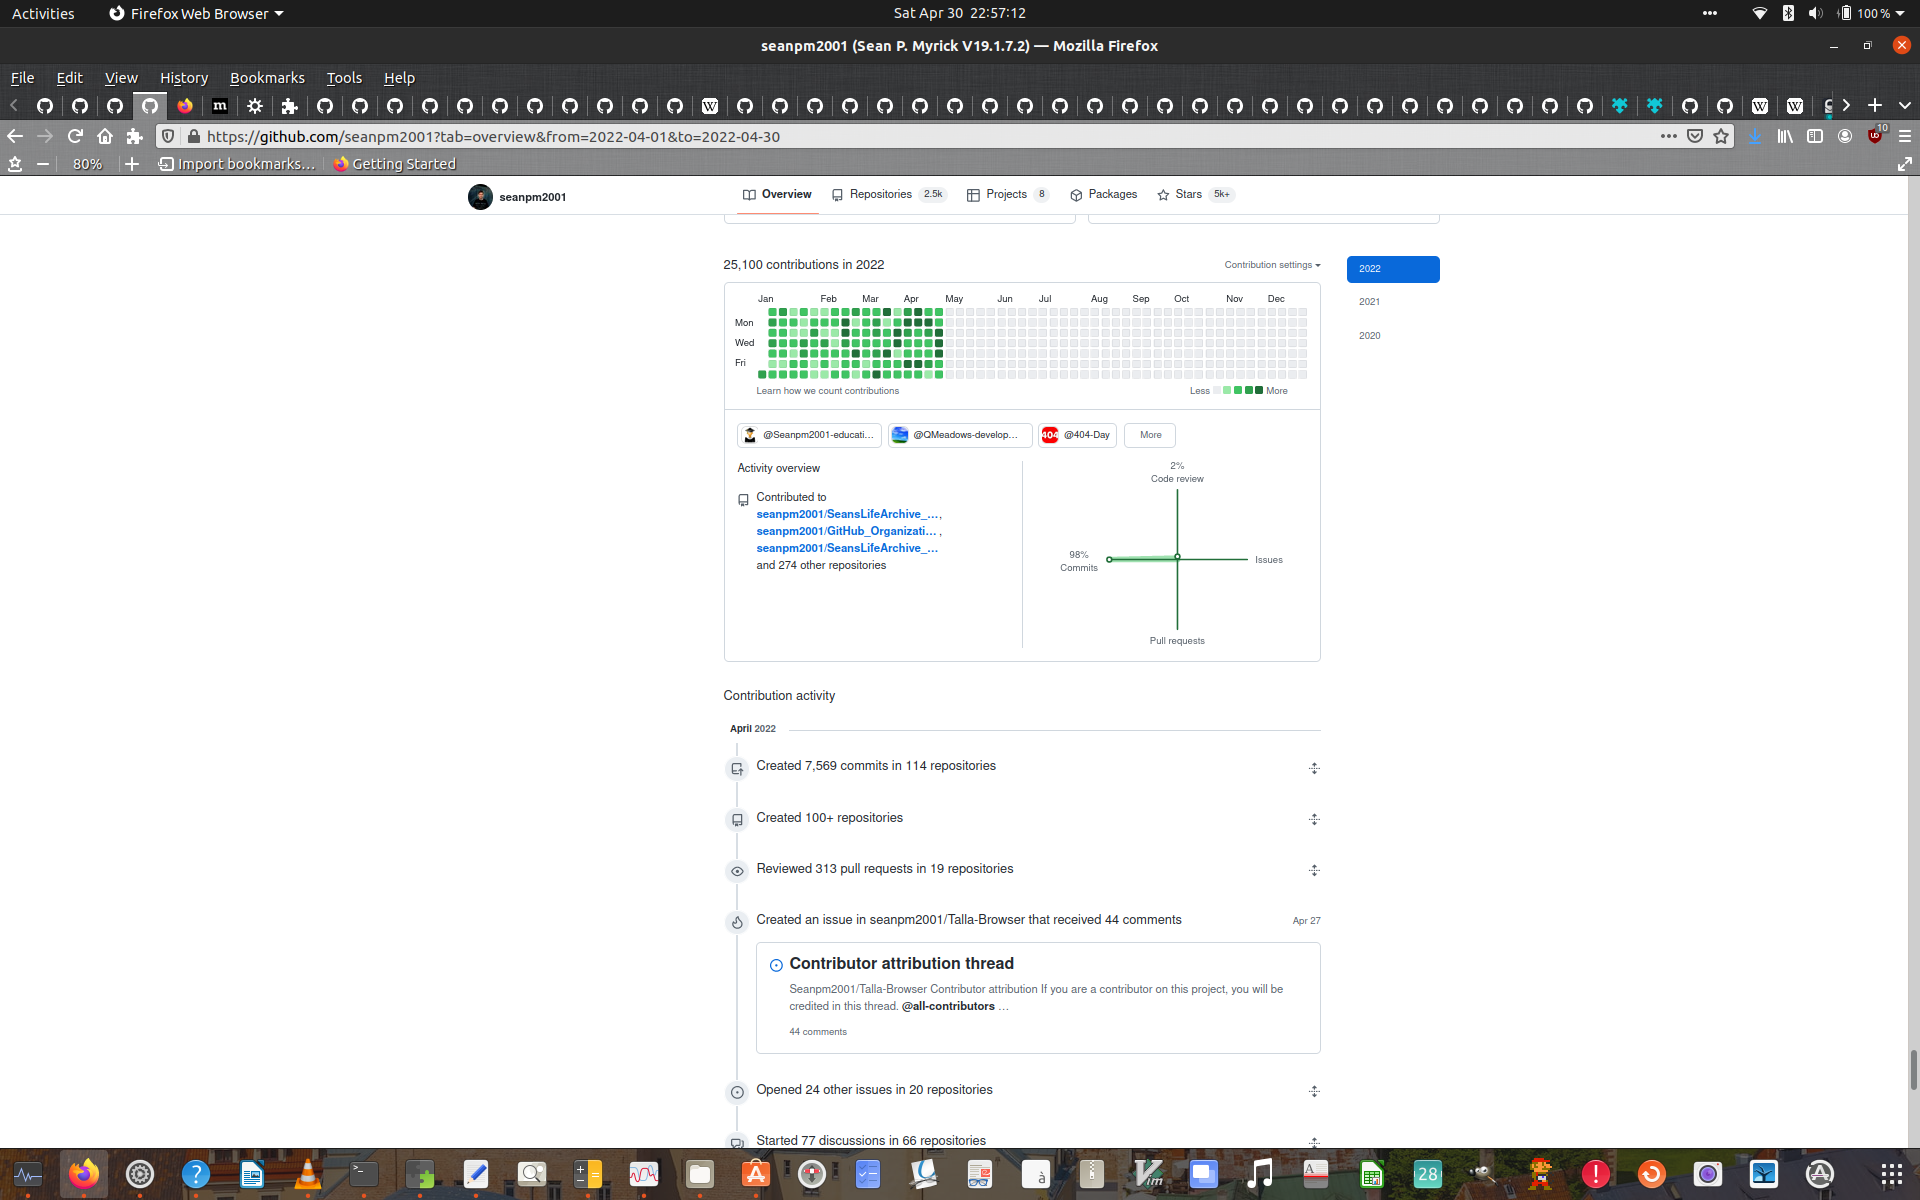 Activities
Firefox Web Browser
Sat Apr 30 22:57:12
100 %
seanpm2001 (Sean P. Myrick V19.1.7.2) — Mozilla Firefox
File Edit View History Bookmarks Tools Help
https://github.com/seanpm2001?tab=overview&from=2022-04-01&to=2022-04-30
10
80%
Import bookmarks...
Getting Started
seanpm2001
Overview
Repositories 2.5k
Projects 8
Packages
Stars 5k+
25,100 contributions in 2022
Contribution settings
2022
2021
2020
Jan Feb Mar Apr May Jun Jul Aug Sep Oct Nov Dec
Mon
Wed
Fri
Learn how we count contributions
Less More
@Seanpm2001-educati...
@QMeadows-develop...
404 @404-Day
More
Activity overview
Contributed to
seanpm2001/SeansLifeArchive_...,
seanpm2001/GitHub_Organizati... ,
seanpm2001/SeansLifeArchive_...
and 274 other repositories
2%
Code review
98%
Commits
Issues
Pull requests
Contribution activity
April 2022
Created 7,569 commits in 114 repositories
Created 100+ repositories
Reviewed 313 pull requests in 19 repositories
Created an issue in seanpm2001/Talla-Browser that received 44 comments
Apr 27
Contributor attribution thread
Seanpm2001/Talla-Browser Contributor attribution If you are a contributor on this project, you will be
credited in this thread. @all-contributors ...
44 comments
Opened 24 other issues in 20 repositories
Started 77 discussions in 66 repositories
28